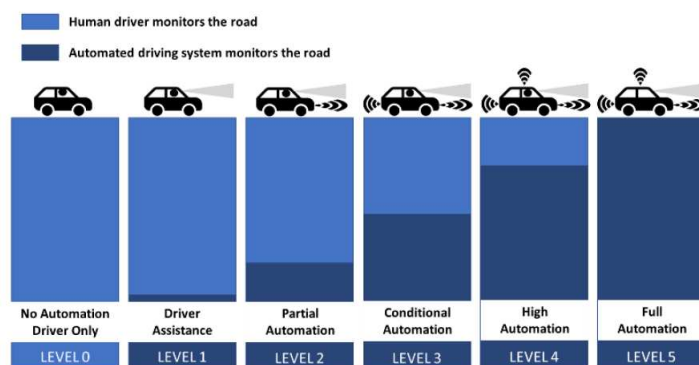 Human driver monitors the road
Automated driving system monitors the road
No Automation
Driver Only
Driver
Assistance
Partial
Automation
Conditional
Automation
High
Automation
Full
Automation
LEVEL 0
LEVEL 1
LEVEL 2
LEVEL 3
LEVEL 4
LEVEL 5